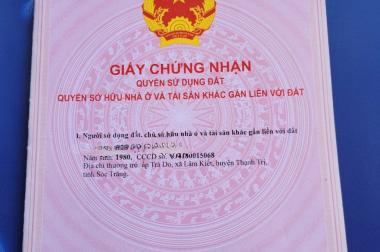 GIẤY CHỨNG NHẬN
QUYỀN SỬ DỤNG ĐẤT
QUYỀN SỞ HỮU NHÀ Ở VÀ TÀI SẢN KHÁC GẮN LIỀN VỚI ĐẤT
I. Người sử dụng đất, chủ sở hữu nhà ở và tài sản khác gắn liền với đất
Năm sinh: 1980, CCCD số:
Địa chỉ thường trú: ấp Trà Do, xã Lâm Kiết, huyện Thạnh Trị,
tỉnh Sóc Trăng.